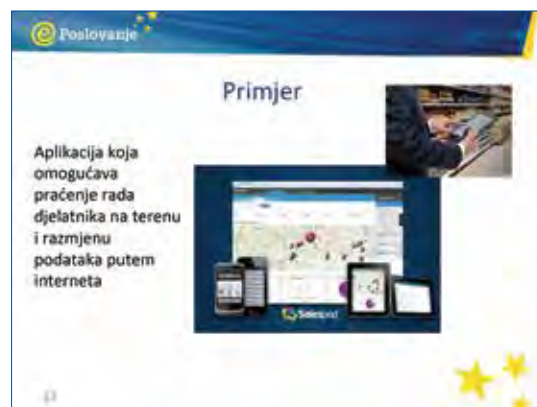 e Poslovanje
Primjer
Aplikacija koja
omogućava
praćenje rada
djelatnika na terenu
i razmjenu
podataka putem
interneta